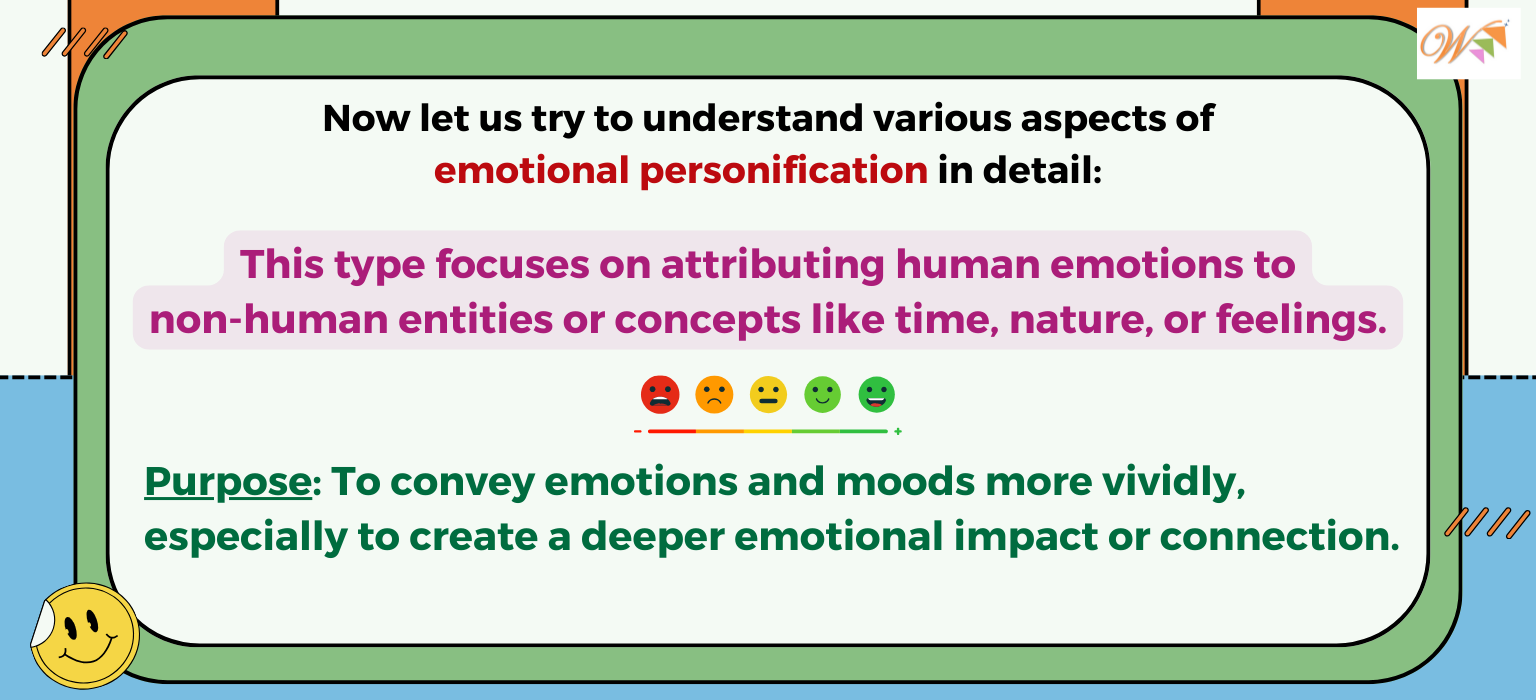 Now let us try to understand various aspects of
emotional personification in detail:
This type focuses on attributing human emotions to
non-human entities or concepts like time, nature, or feelings.
- +
Purpose: To convey emotions and moods more vividly,
especially to create a deeper emotional impact or connection.
W